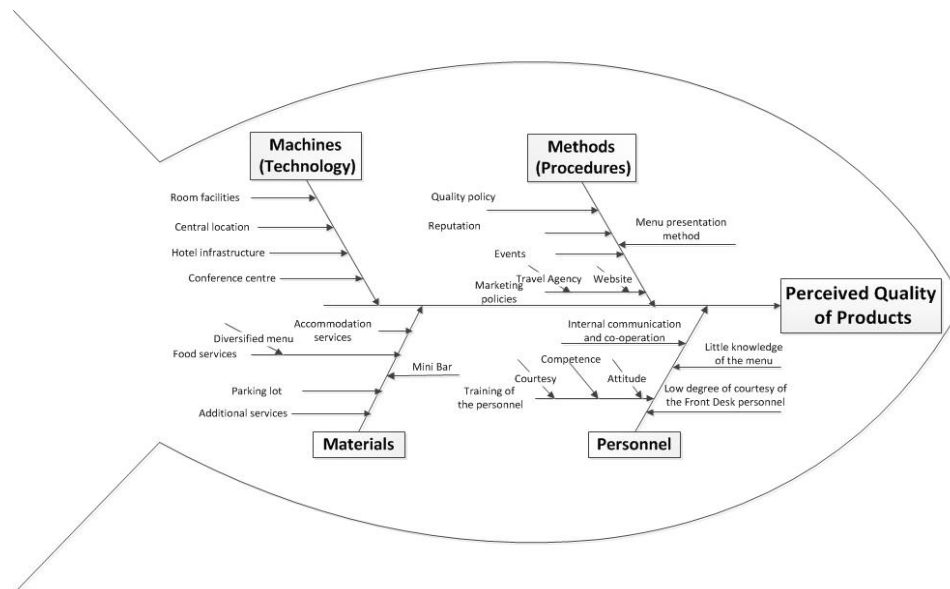 Machines
(Technology)
Methods
(Procedures)
Room facilities
Central location
Hotel infrastructure
Conference centre
Quality policy
Reputation
Menu presentation
method
Events
Travel Agency
Website
Marketing
policies
Perceived Quality
of Products
Accommodation
services
Diversified menu
Food services
Mini Bar
Parking lot
Additional services
Internal communication
and co-operation
Little knowledge
of the menu
Competence
Courtesy
Attitude
Training of
the personnel
Low degree of courtesy of
the Front Desk personnel
Materials
Personnel